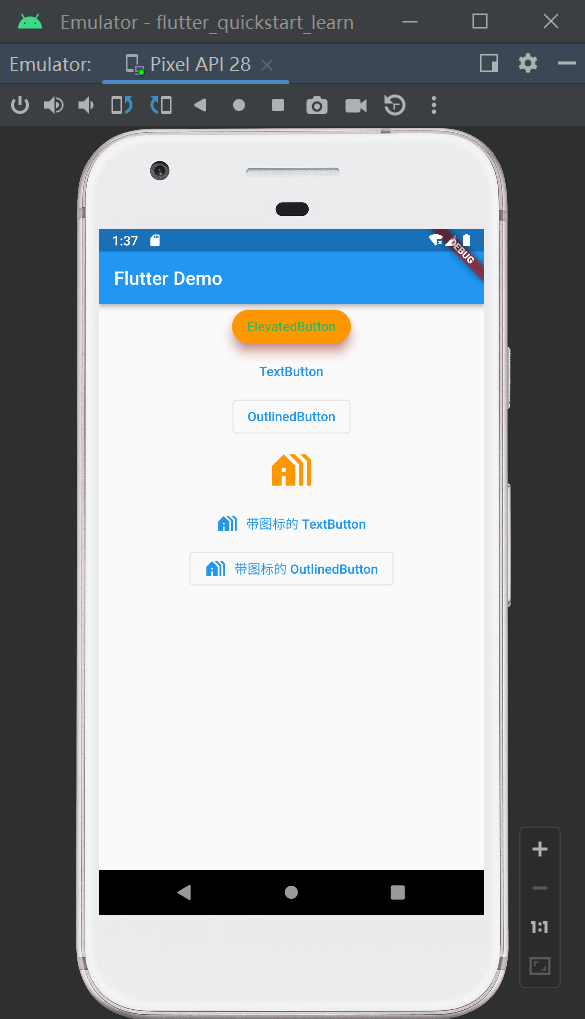 Emulator - flutter_quickstart_learn
Emulator: Pixel API 28
1:37
DEBUG
Flutter Demo
ElevatedButton
TextButton
OutlinedButton
带图标的 TextButton
带图标的 OutlinedButton
1:1